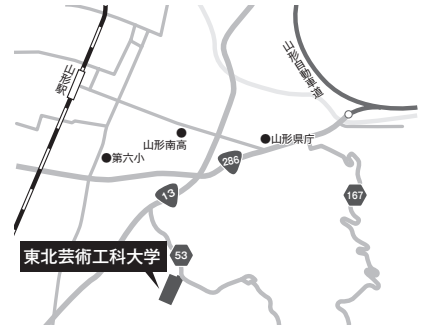 山形自動車道
山形駅
山形南高
山形県庁
第六小
286
13
167
53
東北芸術工科大学